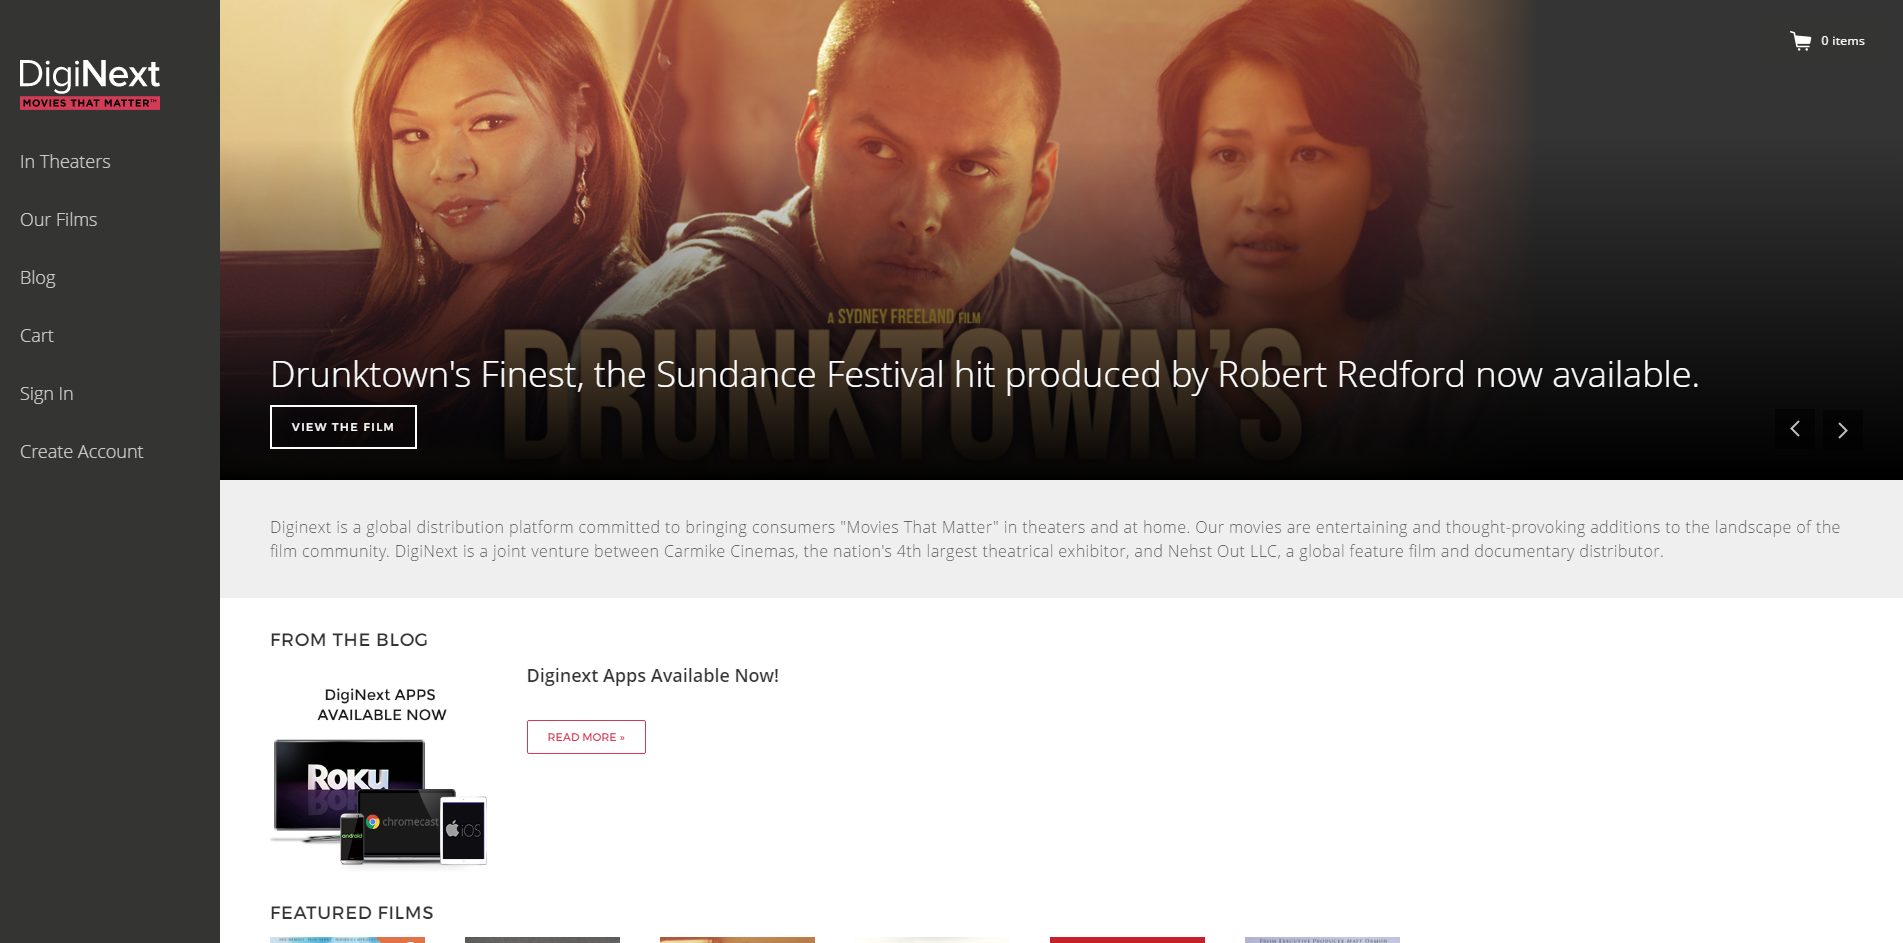 DigiNext
MOVIES THAT MATTER™
In Theaters
Our Films
Blog
Cart
Sign In
Create Account
0 items
A SYDNEY FREELAND FILM
DRUNKTOWN'S
Drunktown's Finest, the Sundance Festival hit produced by Robert Redford now available.
VIEW THE FILM
Diginext is a global distribution platform committed to bringing consumers "Movies That Matter" in theaters and at home. Our movies are entertaining and thought-provoking additions to the landscape of the
film community. DigiNext is a joint venture between Carmike Cinemas, the nation's 4th largest theatrical exhibitor, and Nehst Out LLC, a global feature film and documentary distributor.
FROM THE BLOG
Diginext Apps Available Now!
READ MORE »
DigiNext APPS
AVAILABLE NOW
ROKU
android
chromecast
iOS
FEATURED FILMS
FROM EXECUTIVE PRODUCER MATT DAMON